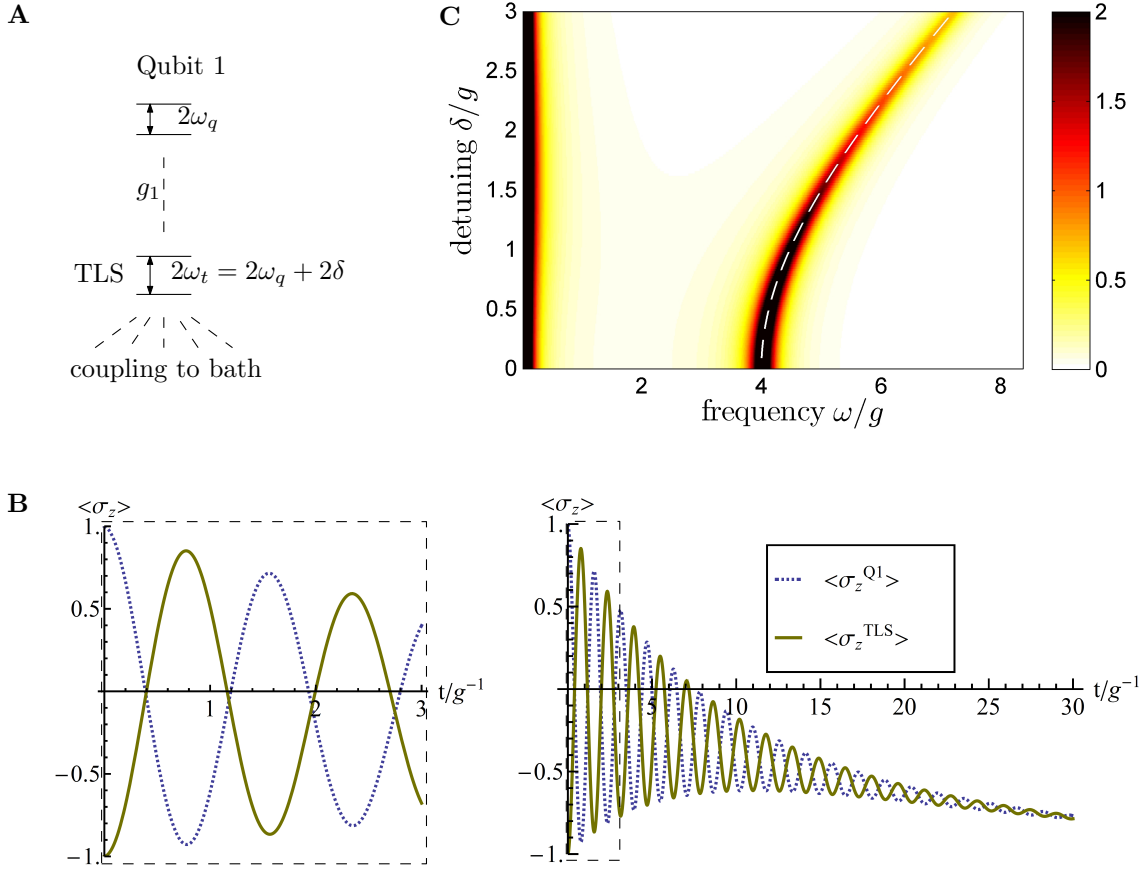 A
Qubit 1
2ω_q
g_1
TLS
2ω_t = 2ω_q + 2δ
coupling to bath
C
detuning δ/g
3
2.5
2
1.5
1
0.5
0
2 4 6 8
frequency ω/g
2
1.5
1
0.5
0
B
<σ_z>
1.
0.5
−0.5
−1.
1 2 3
t/g^−1
<σ_z>
1.
0.5
−0.5
−1.
5 10 15 20 25 30
t/g^−1
<σ_z^Q1>
<σ_z^TLS>